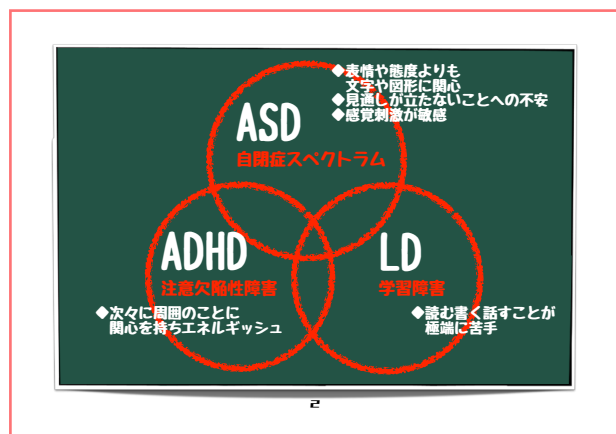 ◆表情や態度よりも
文字や図形に関心
◆見通しが立たないことへの不安
◆感覚刺激が敏感
ASD
自閉症スペクトラム
ADHD
注意欠陥性障害
◆次々に周囲のことに
関心を持ちエネルギッシュ
LD
学習障害
◆読む書く話すことが
極端に苦手
2